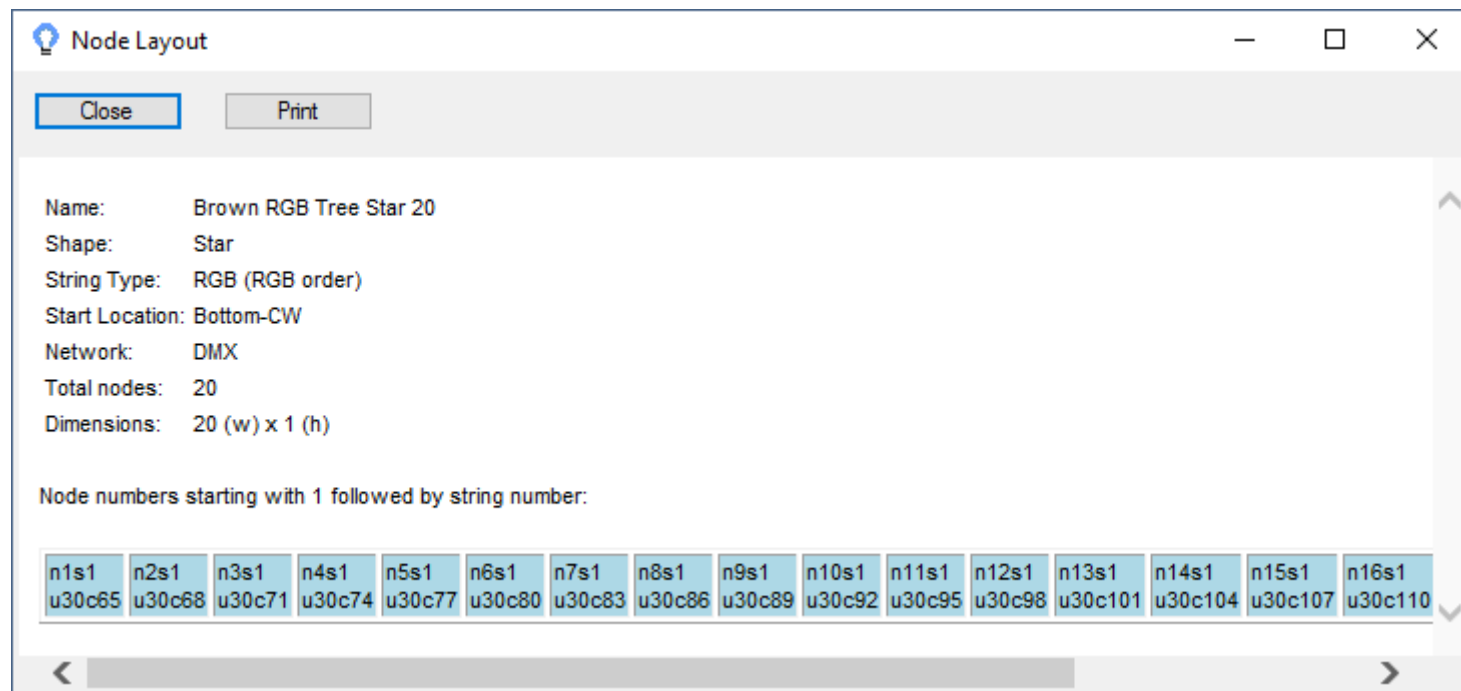 Node Layout
Close Print
Name: Brown RGB Tree Star 20
Shape: Star
String Type: RGB (RGB order)
Start Location: Bottom-CW
Network: DMX
Total nodes: 20
Dimensions: 20 (w) x 1 (h)
Node numbers starting with 1 followed by string number:
n1s1 n2s1 n3s1 n4s1 n5s1 n6s1 n7s1 n8s1 n9s1 n10s1 n11s1 n12s1 n13s1 n14s1 n15s1 n16s1
u30c65 u30c68 u30c71 u30c74 u30c77 u30c80 u30c83 u30c86 u30c89 u30c92 u30c95 u30c98 u30c101 u30c104 u30c107 u30c110